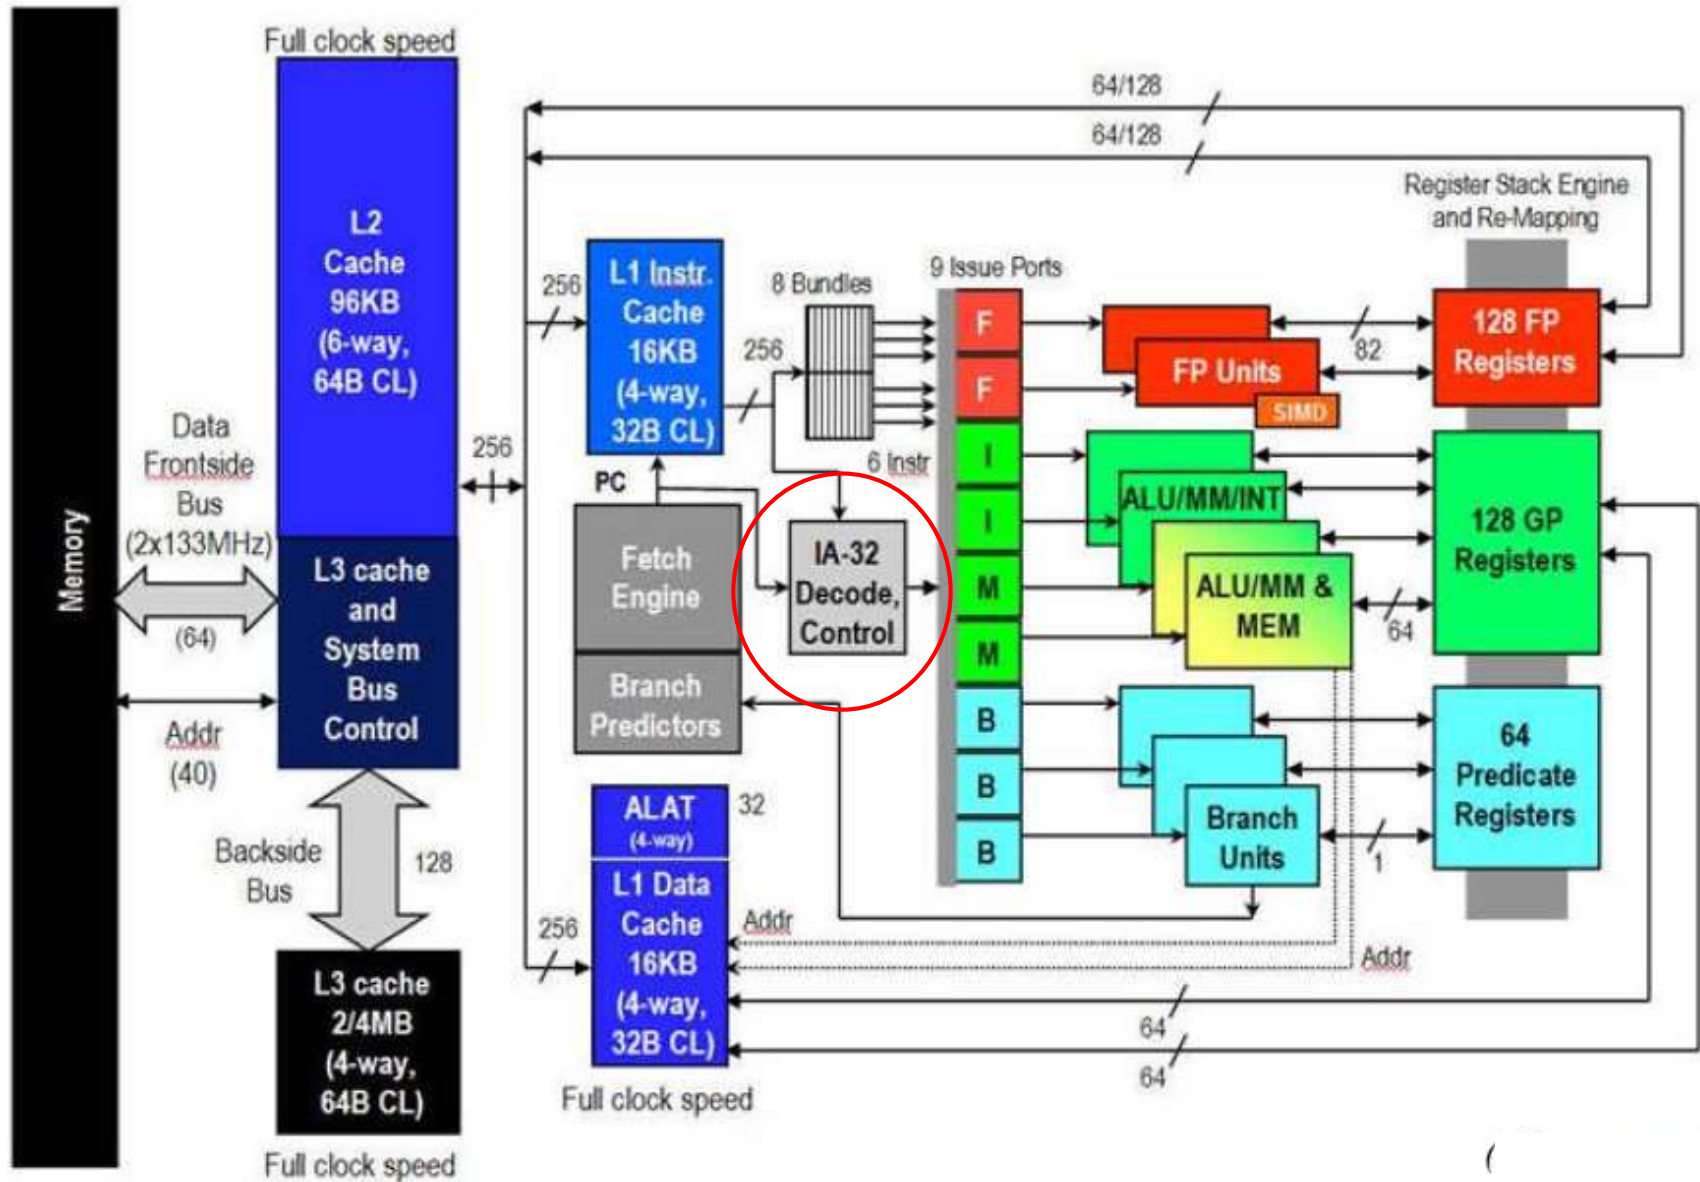 Full clock speed
Memory
L2
Cache
96KB
(6-way,
64B CL)
Data
Frontside
Bus
(2x133MHz)
(64)
Addr
(40)
L3 cache
and
System
Bus
Control
Backside
Bus
128
L3 cache
2/4MB
(4-way,
64B CL)
Full clock speed
256
64/128
64/128
256
L1 Instr.
Cache
16KB
(4-way,
32B CL)
256
8 Bundles
9 Issue Ports
6 Instr
PC
Fetch
Engine
Branch
Predictors
IA-32
Decode,
Control
F
F
I
I
M
M
B
B
B
FP Units
SIMD
82
ALU/MM/INT
ALU/MM &
MEM
64
Branch
Units
1
Register Stack Engine
and Re-Mapping
128 FP
Registers
128 GP
Registers
64
Predicate
Registers
ALAT
(4-way)
32
L1 Data
Cache
16KB
(4-way,
32B CL)
256
Full clock speed
Addr
Addr
64
64
(